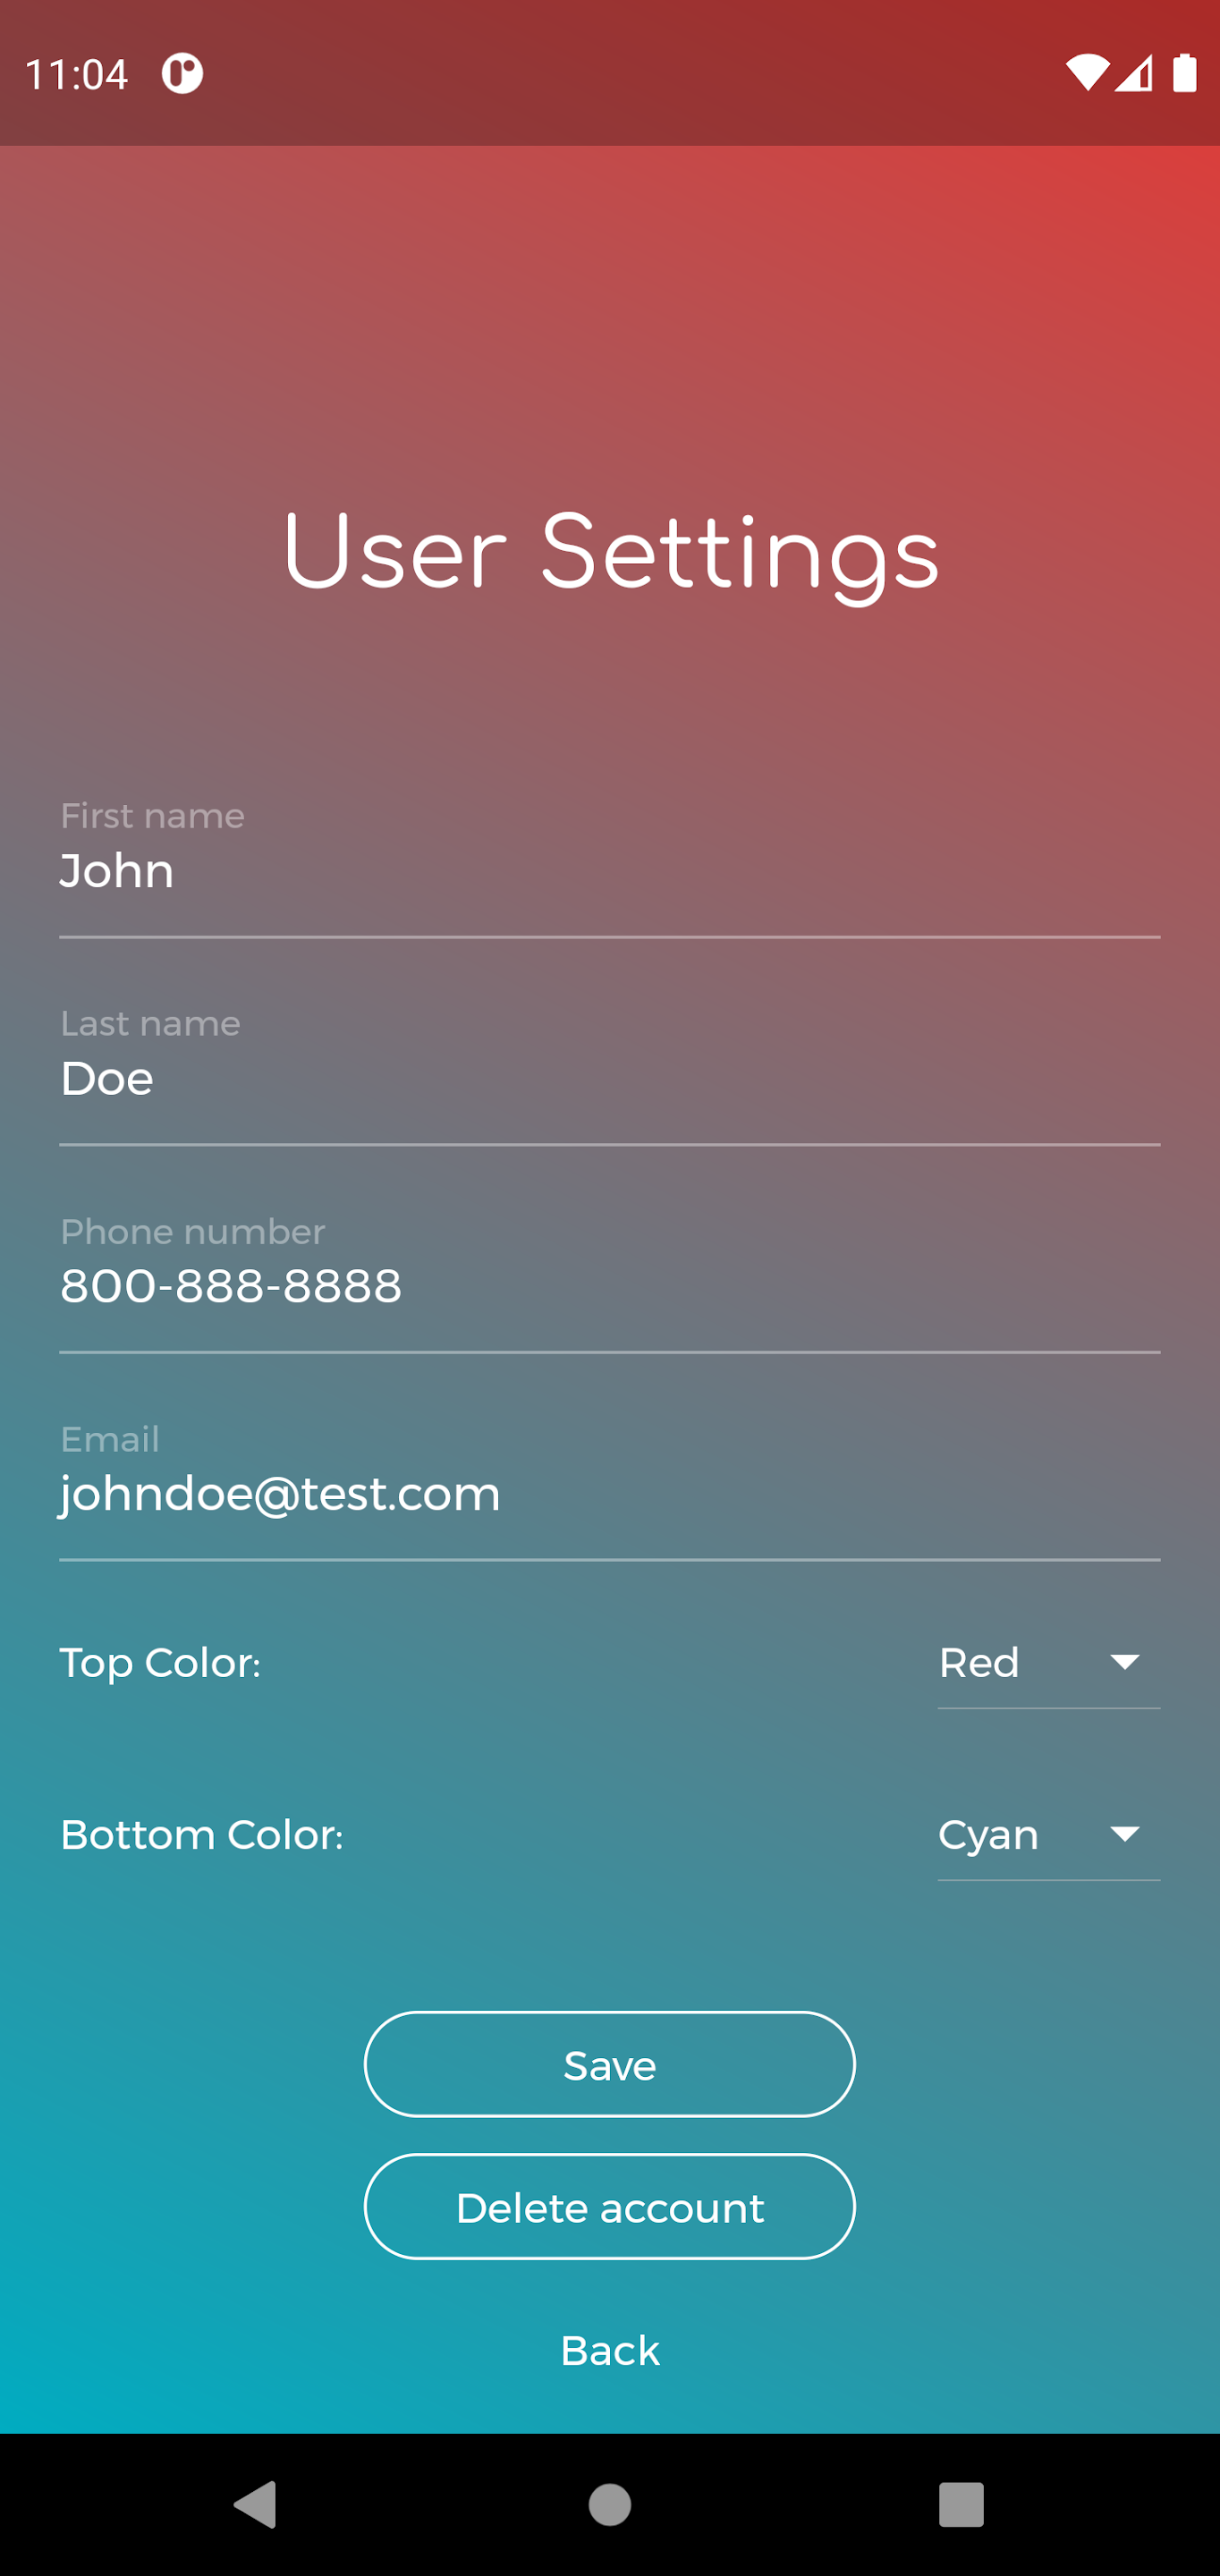 11:04
User Settings
First name
John
Last name
Doe
Phone number
800-888-8888
Email
johndoe@test.com
Top Color: Red
Bottom Color: Cyan
Save
Delete account
Back